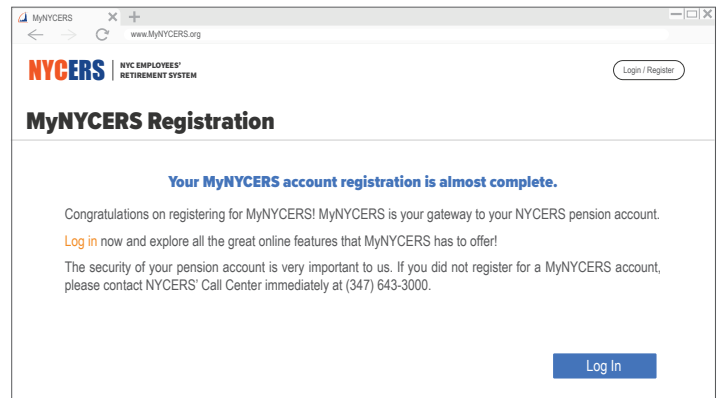 MyNYCERS
www.MyNYCERS.org
NYCERS
NYC EMPLOYEES'
RETIREMENT SYSTEM
Login / Register
MyNYCERS Registration
Your MyNYCERS account registration is almost complete.
Congratulations on registering for MyNYCERS! MyNYCERS is your gateway to your NYCERS pension account.
Log in now and explore all the great online features that MyNYCERS has to offer!
The security of your pension account is very important to us. If you did not register for a MyNYCERS account,
please contact NYCERS' Call Center immediately at (347) 643-3000.
Log In